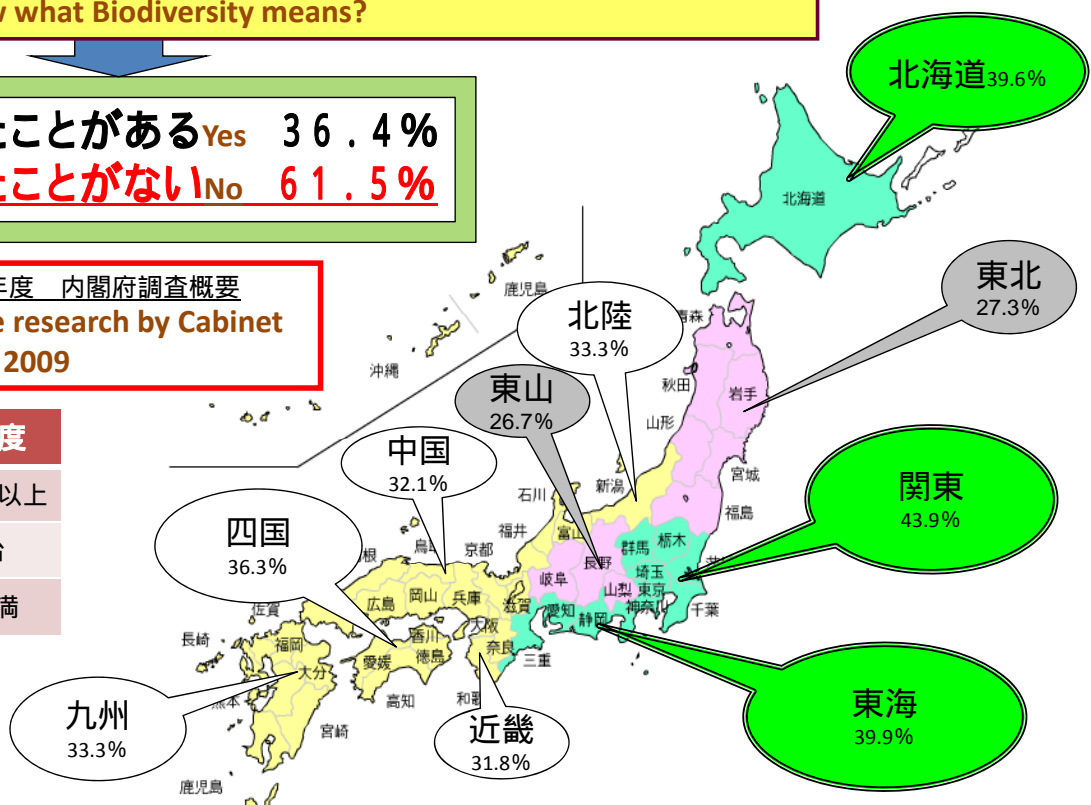 what Biodiversity means?
たことがあるYes 36.4%
たことがないNo 61.5%
年度 内閣府調査概要
research by Cabinet
2009
度
以上
満
北海道39.6%
北海道
東北
27.3%
鹿児島
北陸
33.3%
青森
沖縄
東山
26.7%
秋田
岩手
山形
中国
32.1%
宮城
関東
43.9%
石川
新潟
福島
四国
36.3%
福井
富山
群馬
栃木
京都
長野
埼玉
岐阜
山梨
東京
広島
岡山
兵庫
滋賀
愛知
静岡
神奈川
千葉
佐賀
大阪
香川
奈良
三重
長崎
福岡
愛媛
徳島
大分
高知
東海
39.9%
九州
33.3%
熊本
宮崎
近畿
31.8%
鹿児島